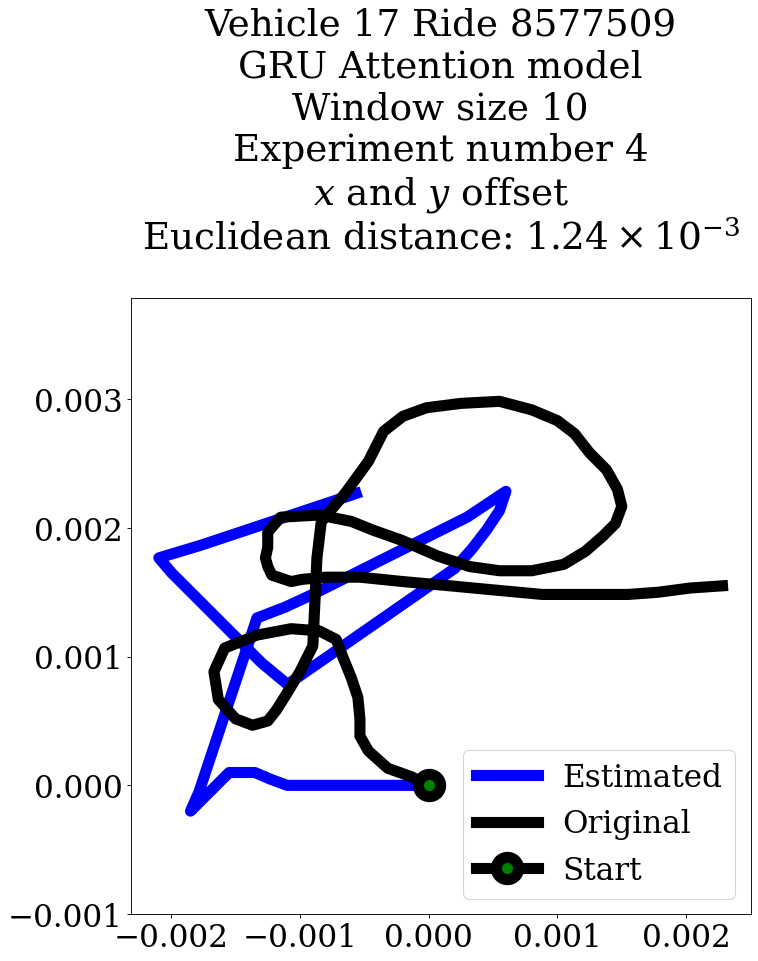 Vehicle 17 Ride 8577509
GRU Attention model
Window size 10
Experiment number 4
x and y offset
Euclidean distance: 1.24 × 10⁻³
0.003
0.002
0.001
0.000
−0.001
−0.002 −0.001 0.000 0.001 0.002
Estimated
Original
Start